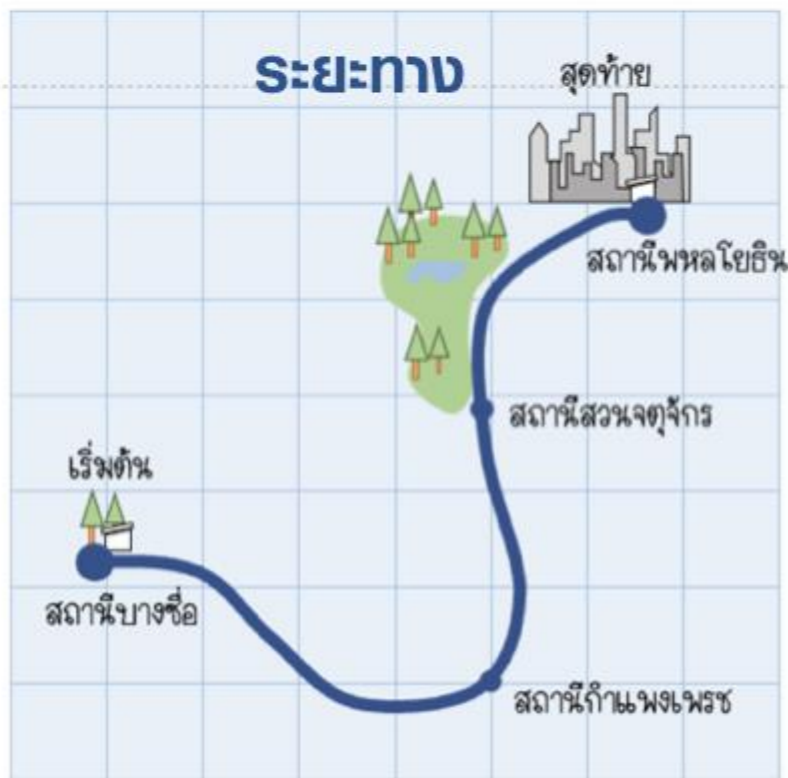 ระยะทาง
สุดท้าย
สถานีพหลโยธิน
สถานีสวนจตุจักร
เริ่มต้น
สถานีบางซื่อ
สถานีกำแพงเพรช